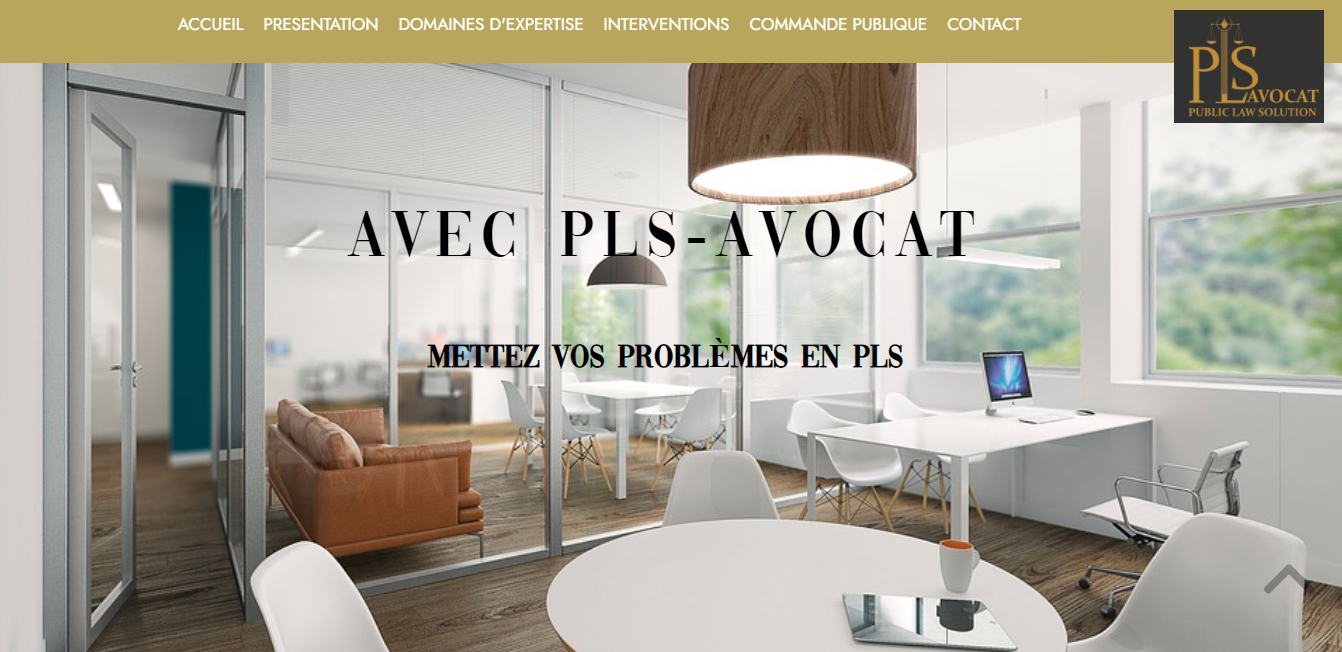 ACCUEIL PRESENTATION DOMAINES D'EXPERTISE INTERVENTIONS COMMANDE PUBLIQUE CONTACT
PLS AVOCAT
PUBLIC LAW SOLUTION
AVEC PLS-AVOCAT
METTEZ VOS PROBLÈMES EN PLS